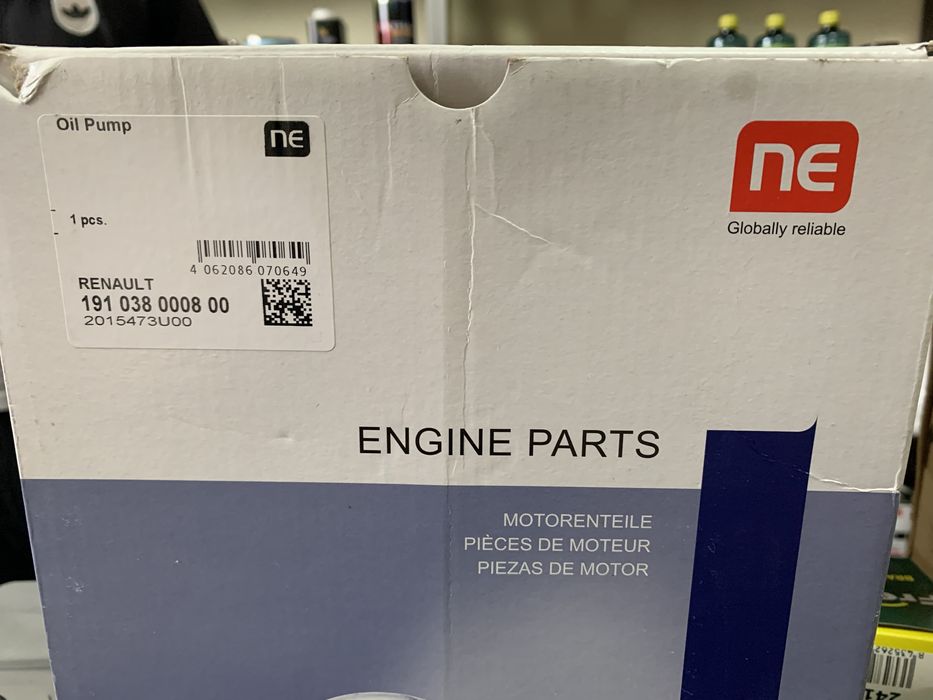 Oil Pump
NE
1 pcs.
4 062086 070649
RENAULT
191 038 0008 00
2015473U00
NE
Globally reliable
ENGINE PARTS
MOTORENTEILE
PIÈCES DE MOTEUR
PIEZAS DE MOTOR